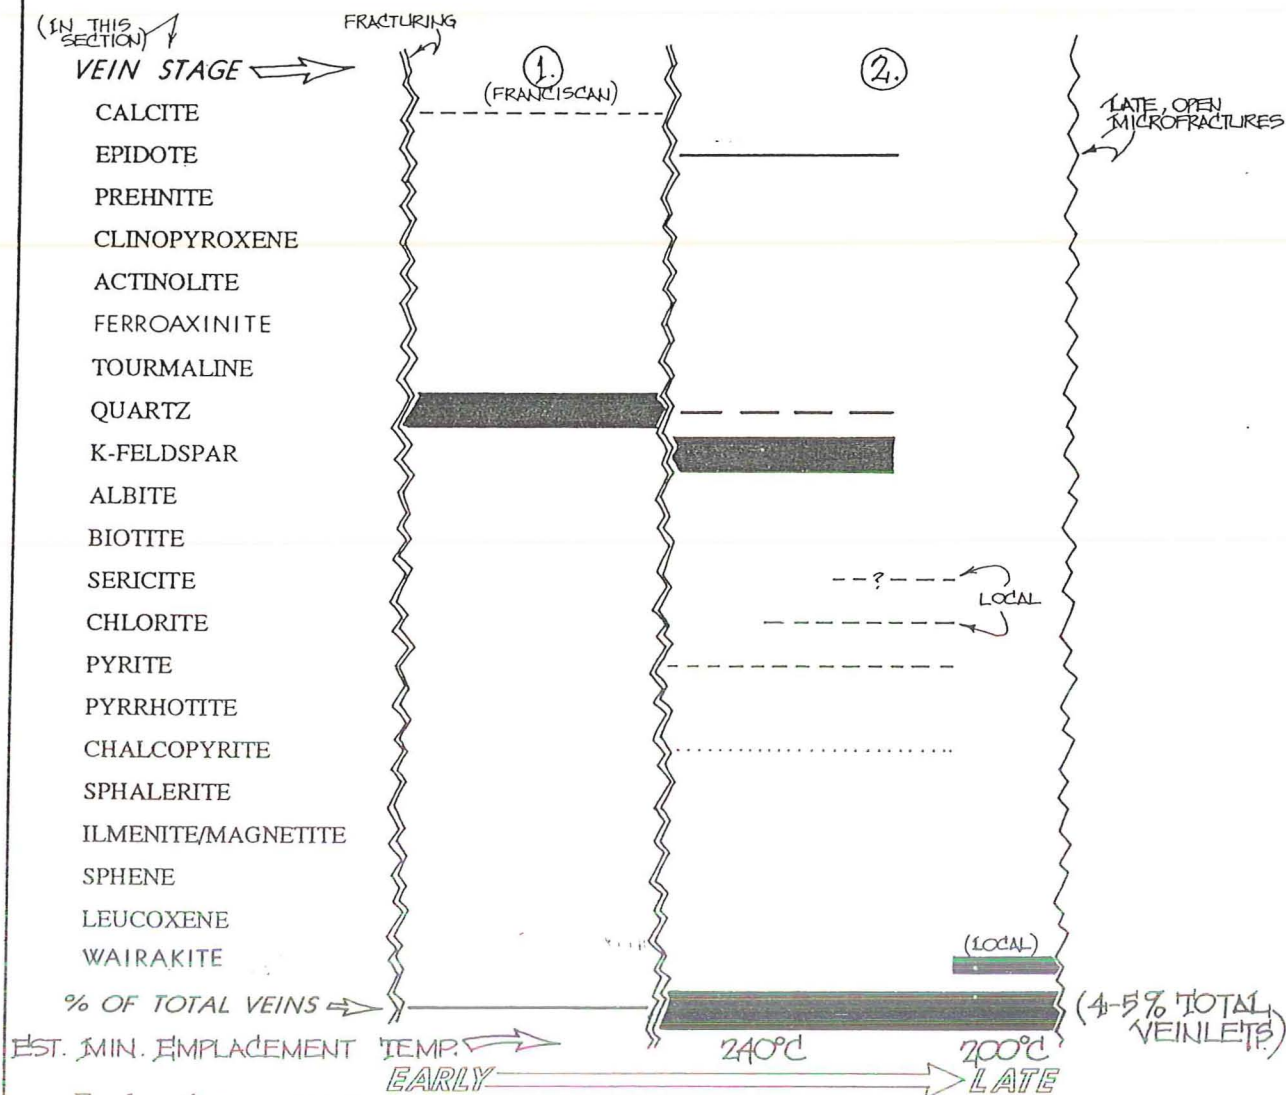 (IN THIS
SECTION)
FRACTURING
VEIN STAGE
1.
2.
(FRANCISCAN)
LATE, OPEN
MICROFRACTURES
CALCITE
EPIDOTE
PREHNITE
CLINOPYROXENE
ACTINOLITE
FERROAXINITE
TOURMALINE
QUARTZ
K-FELDSPAR
ALBITE
BIOTITE
SERICITE
?
LOCAL
CHLORITE
PYRITE
PYRRHOTITE
CHALCOPYRITE
SPHALERITE
ILMENITE/MAGNETITE
SPHENE
LEUCOXENE
WAIRAKITE
(LOCAL)
% OF TOTAL VEINS
(4-5% TOTAL
VEINLETS)
EST. MIN. EMPLACEMENT TEMP. 240°C 200°C
EARLY LATE